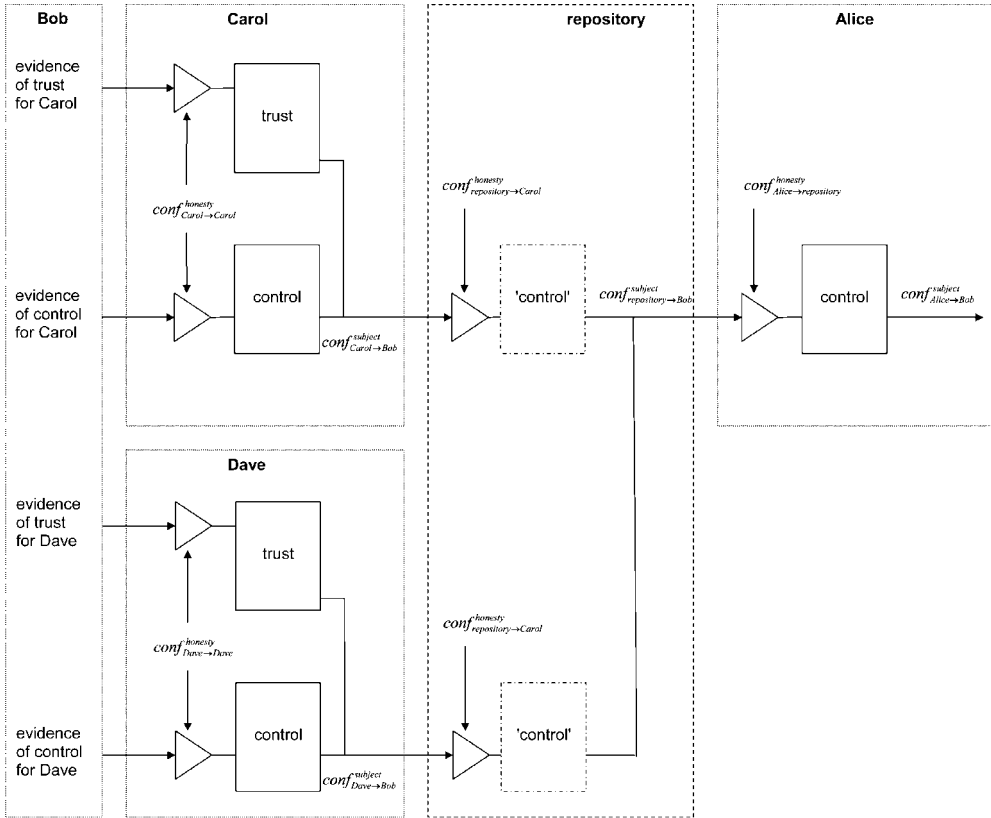 Bob
Carol
repository
Alice
evidence
of trust
for Carol
trust
conf^{honesty}_{Carol→Carol}
conf^{honesty}_{repository→Carol}
conf^{honesty}_{Alice→repository}
evidence
of control
for Carol
control
conf^{subject}_{Carol→Bob}
'control'
conf^{subject}_{repository→Bob}
control
conf^{subject}_{Alice→Bob}
Dave
evidence
of trust
for Dave
trust
conf^{honesty}_{Dave→Dave}
conf^{honesty}_{repository→Carol}
evidence
of control
for Dave
control
conf^{subject}_{Dave→Bob}
'control'